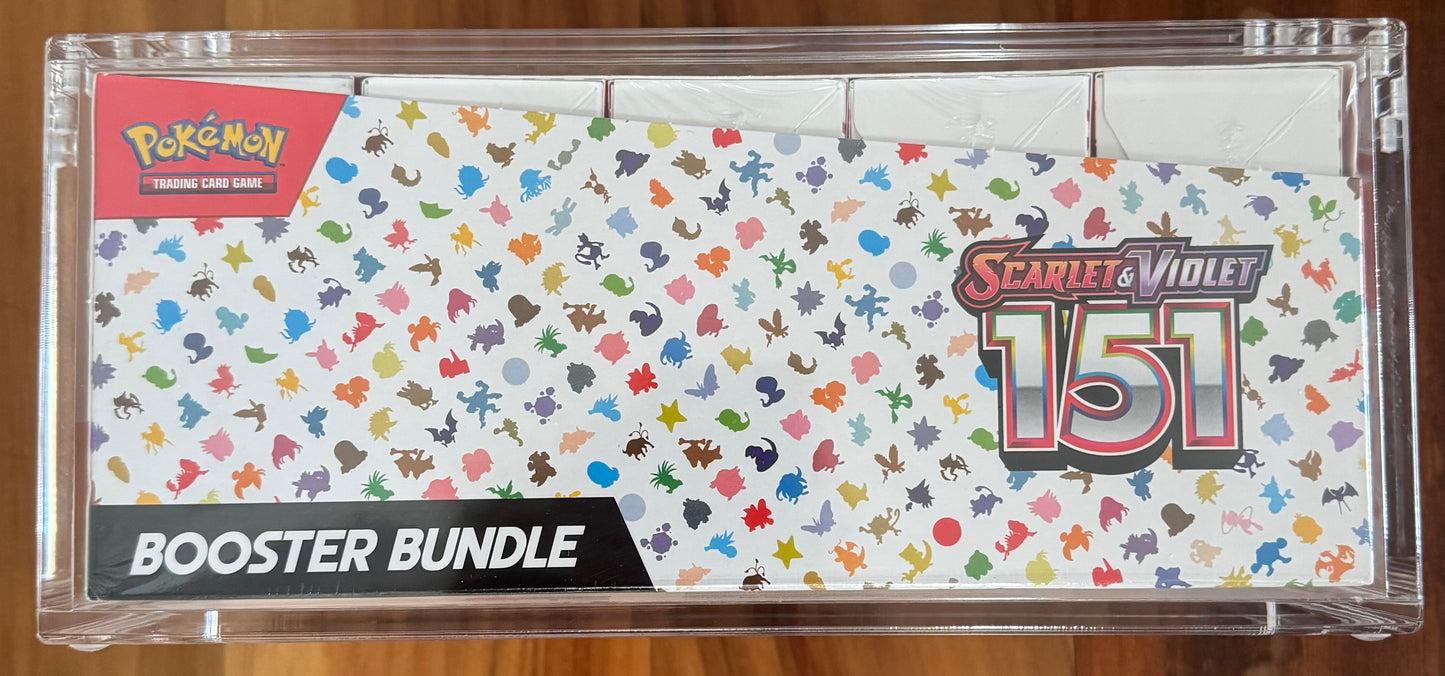 POKéMON
TRADING CARD GAME
SCARLET & VIOLET
151
BOOSTER BUNDLE